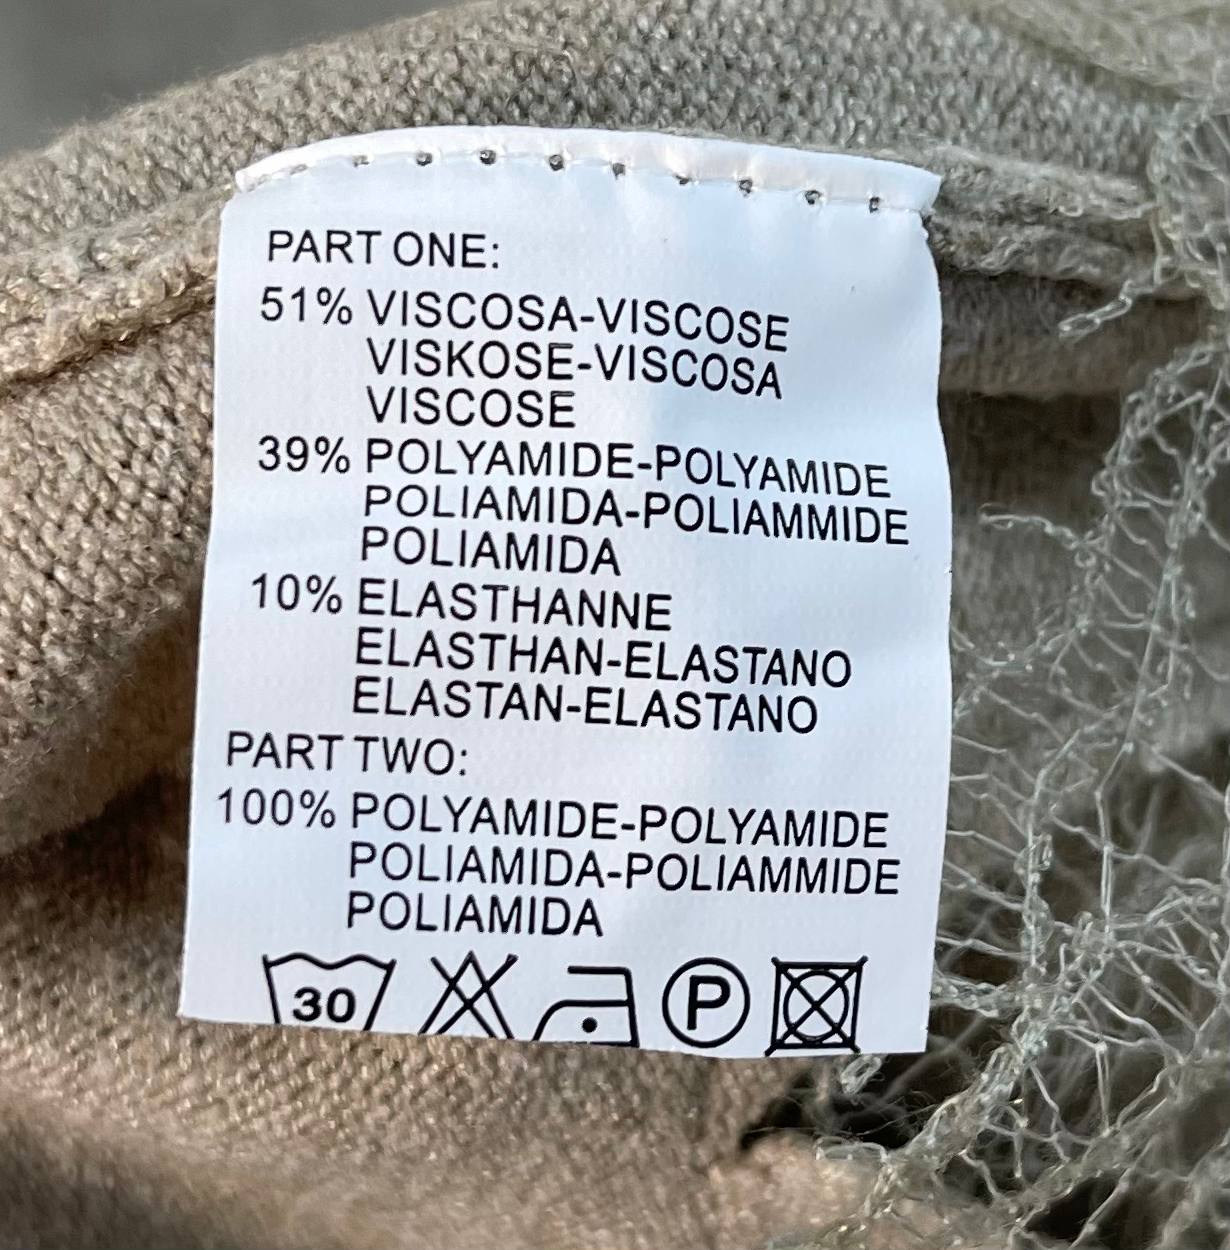 PART ONE:
51% VISCOSA-VISCOSE
VISKOSE-VISCOSA
VISCOSE
39% POLYAMIDE-POLYAMIDE
POLIAMIDA-POLIAMMIDE
POLIAMIDA
10% ELASTHANNE
ELASTHAN-ELASTANO
ELASTAN-ELASTANO
PART TWO:
100% POLYAMIDE-POLYAMIDE
POLIAMIDA-POLIAMMIDE
POLIAMIDA
30 P